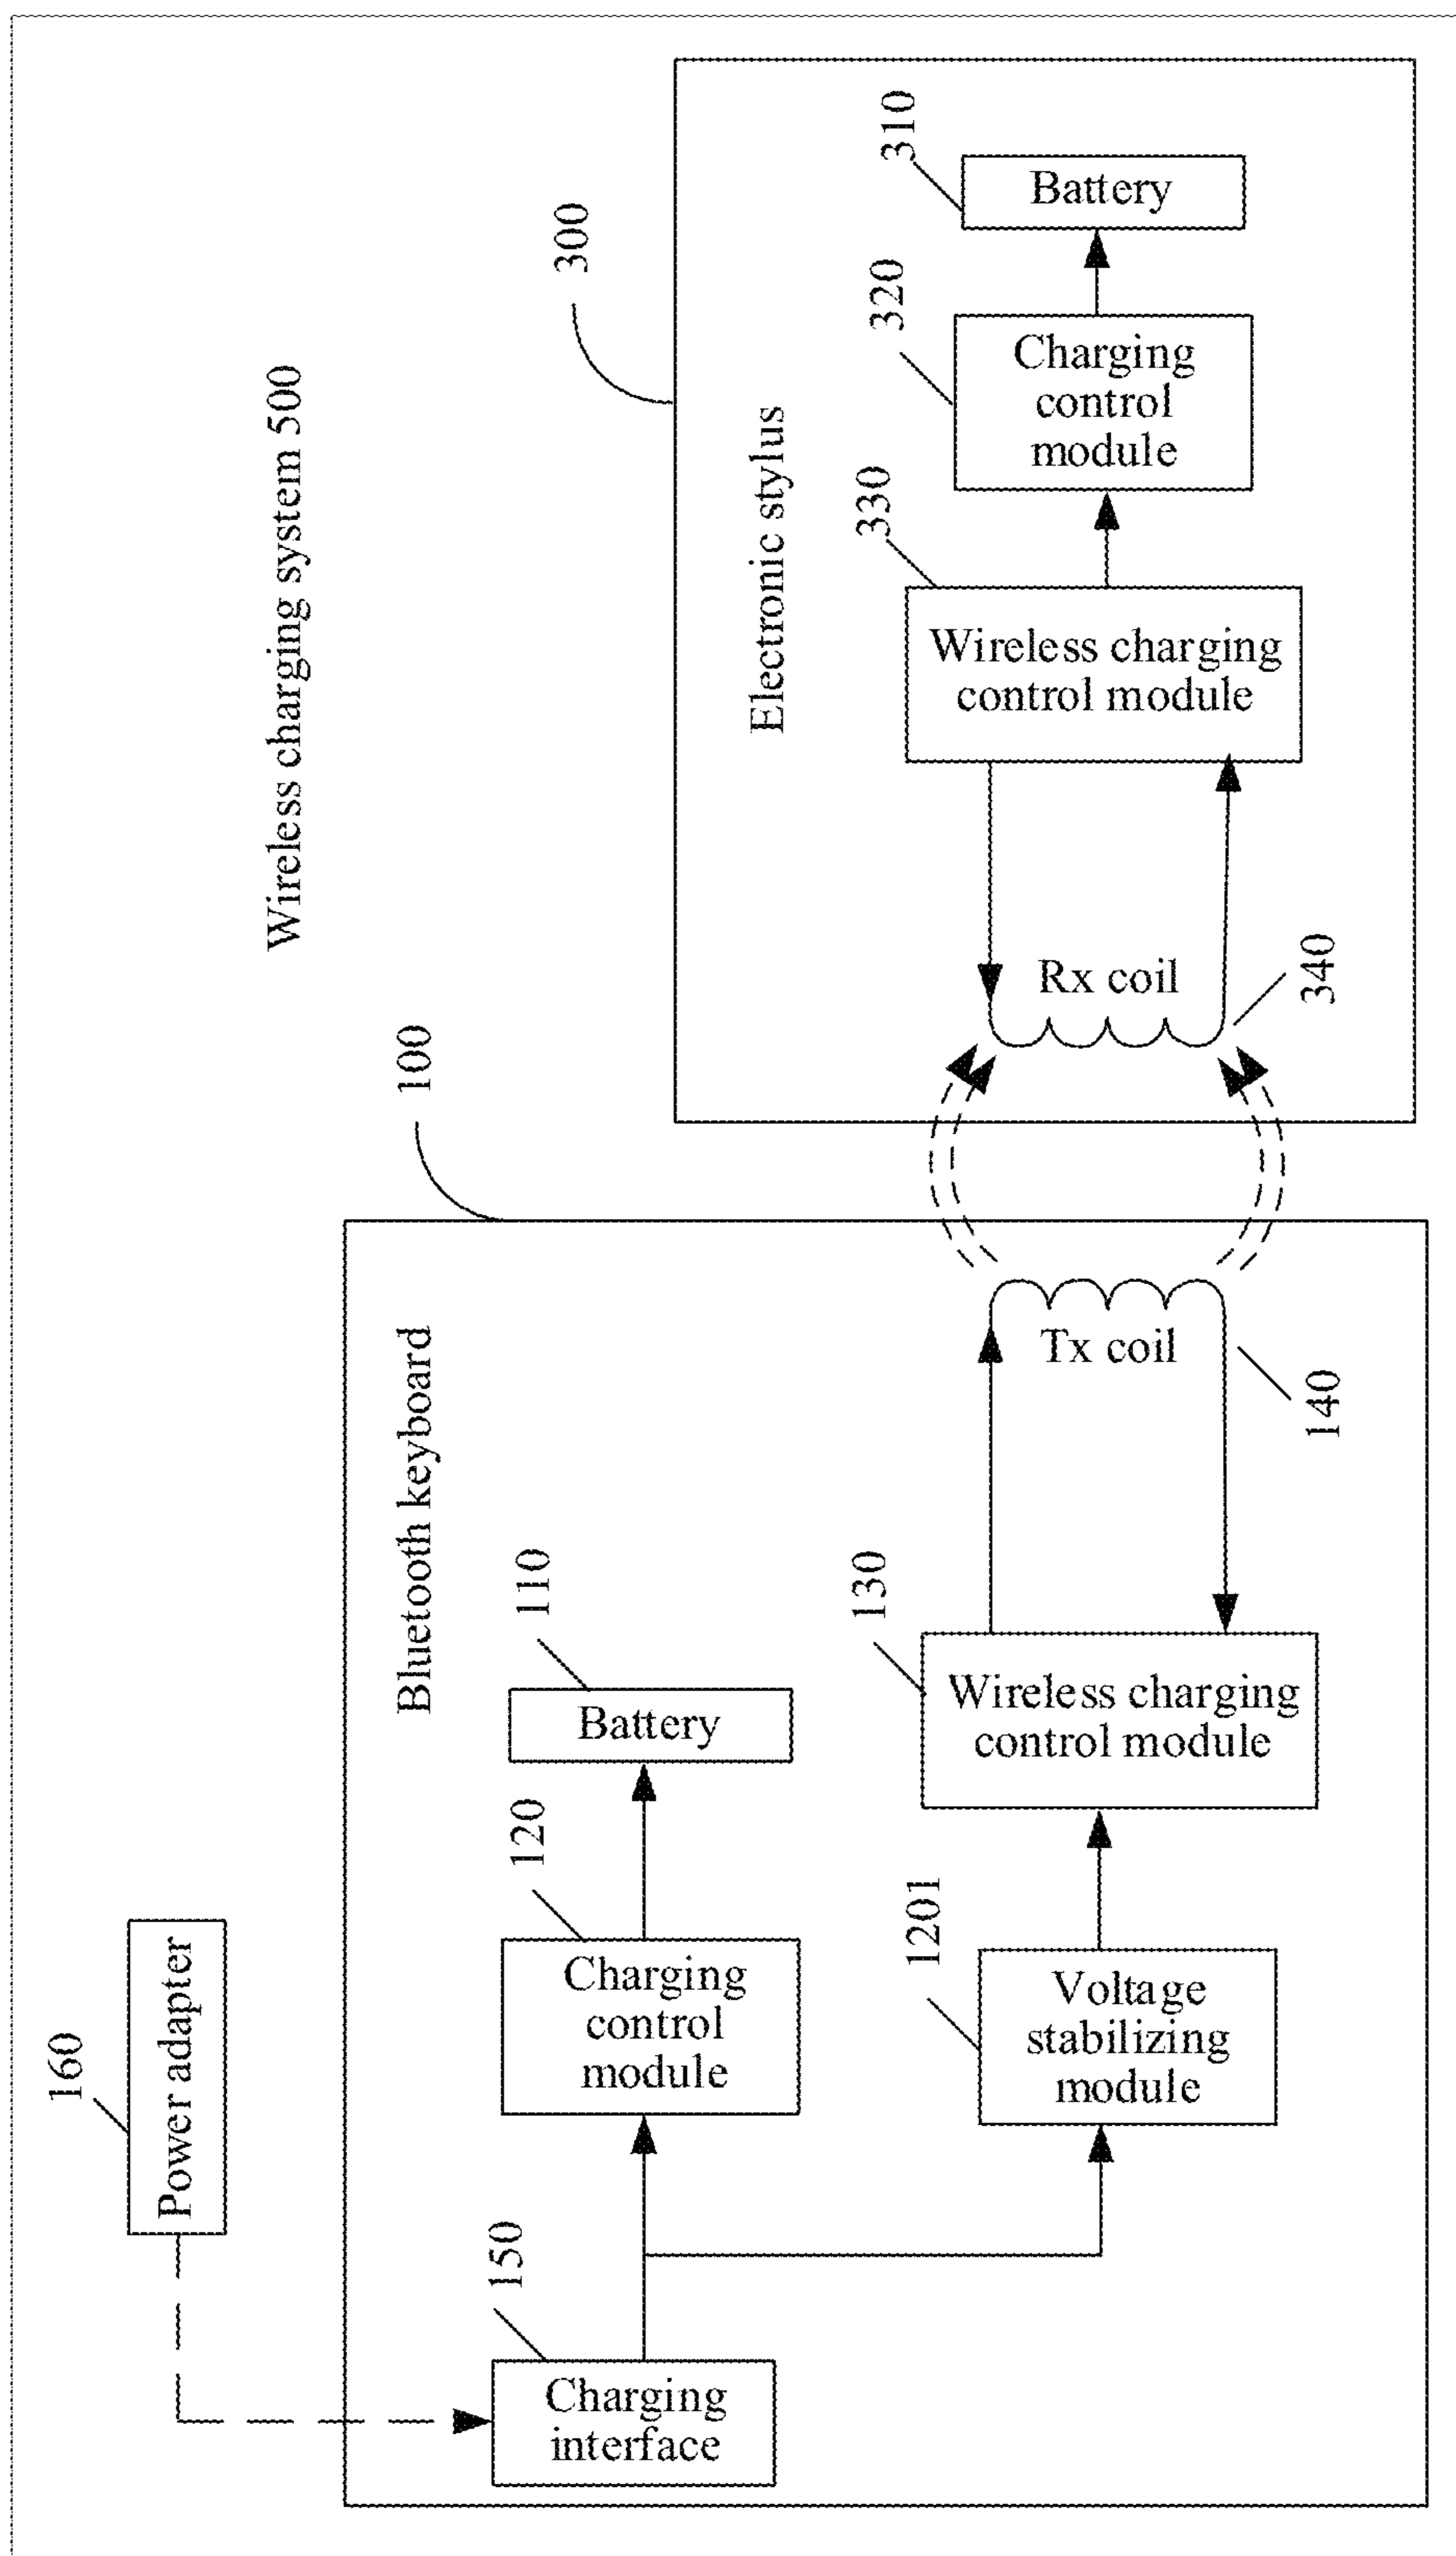 Wireless charging system 500
160
Power adapter
100
Bluetooth keyboard
150
Charging
interface
120
Charging
control
module
110
Battery
1201
Voltage
stabilizing
module
130
Wireless charging
control module
Tx coil
140
300
Electronic stylus
Rx coil
340
330
Wireless charging
control module
320
Charging
control
module
310
Battery